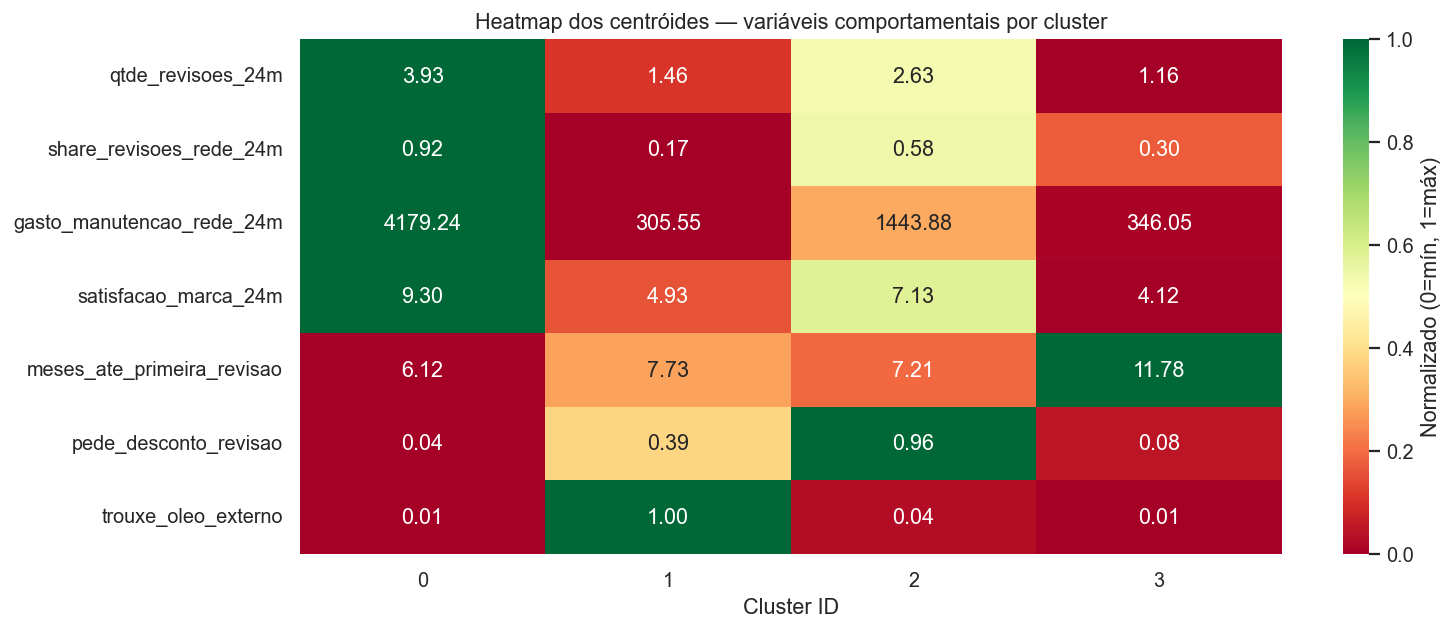 Heatmap dos centróides — variáveis comportamentais por cluster
qtde_revisoes_24m 3.93 1.46 2.63 1.16
share_revisoes_rede_24m 0.92 0.17 0.58 0.30
gasto_manutencao_rede_24m 4179.24 305.55 1443.88 346.05
satisfacao_marca_24m 9.30 4.93 7.13 4.12
meses_ate_primeira_revisao 6.12 7.73 7.21 11.78
pede_desconto_revisao 0.04 0.39 0.96 0.08
trouxe_oleo_externo 0.01 1.00 0.04 0.01
0 1 2 3
Cluster ID
1.0
0.8
0.6
0.4
0.2
0.0
Normalizado (0=mín, 1=máx)